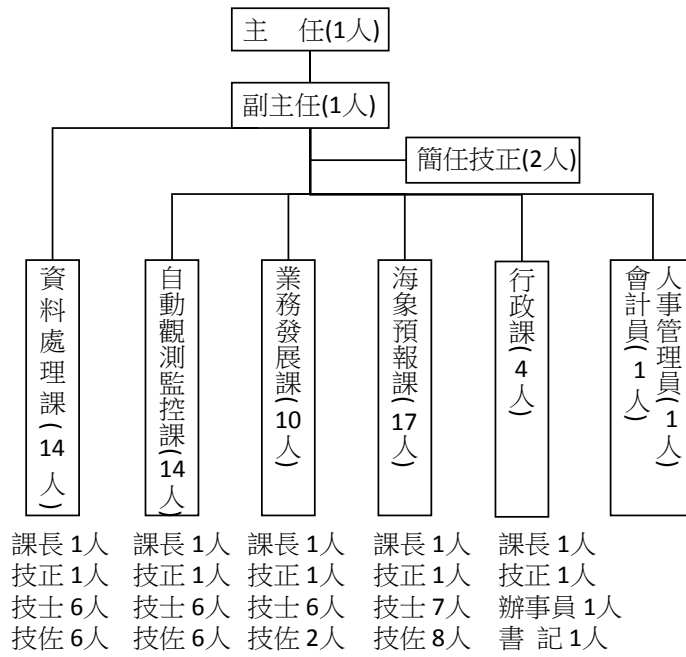 主　任(1人)
副主任(1人)
簡任技正(2人)
資料處理課(14人)
自動觀測監控課(14人)
業務發展課(10人)
海象預報課(17人)
行政課(4人)
人事管理員(1人)
會計員(1人)
課長 1人
技正 1人
技士 6人
技佐 6人
課長 1人
技正 1人
技士 6人
技佐 6人
課長 1人
技正 1人
技士 6人
技佐 2人
課長 1人
技正 1人
技士 7人
技佐 8人
課長 1人
技正 1人
辦事員 1人
書 記 1人